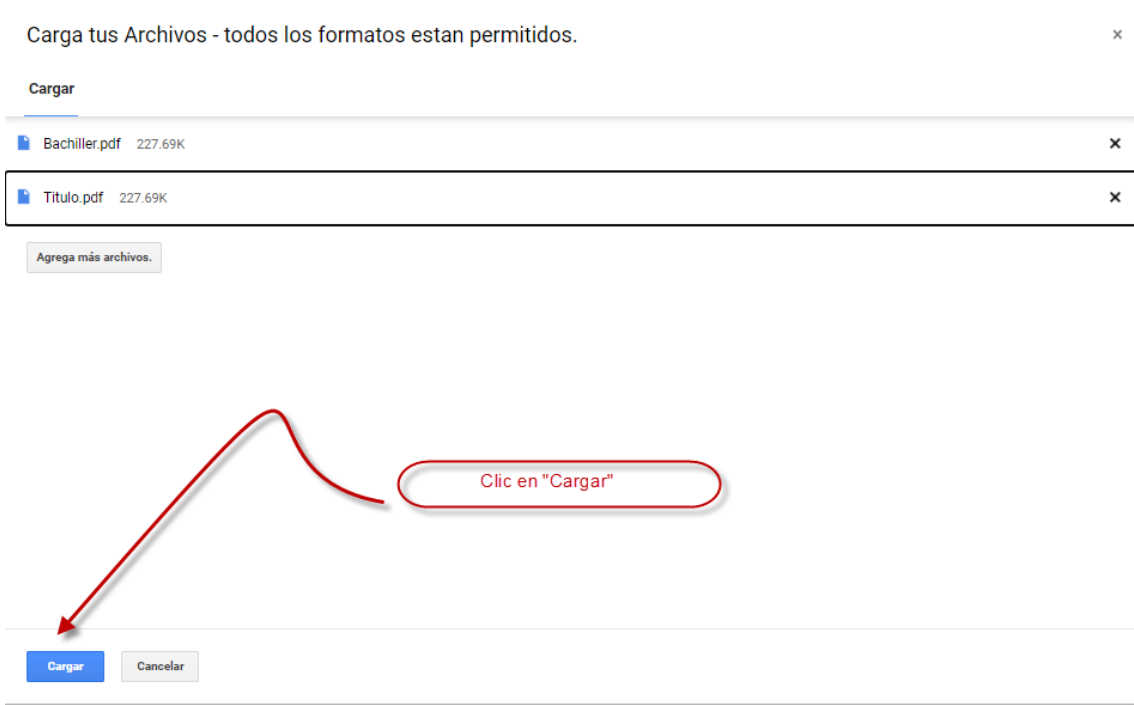 Carga tus Archivos - todos los formatos estan permitidos.
Cargar
Bachiller.pdf 227.69K
Titulo.pdf 227.69K
Agrega más archivos.
Clic en "Cargar"
Cargar Cancelar